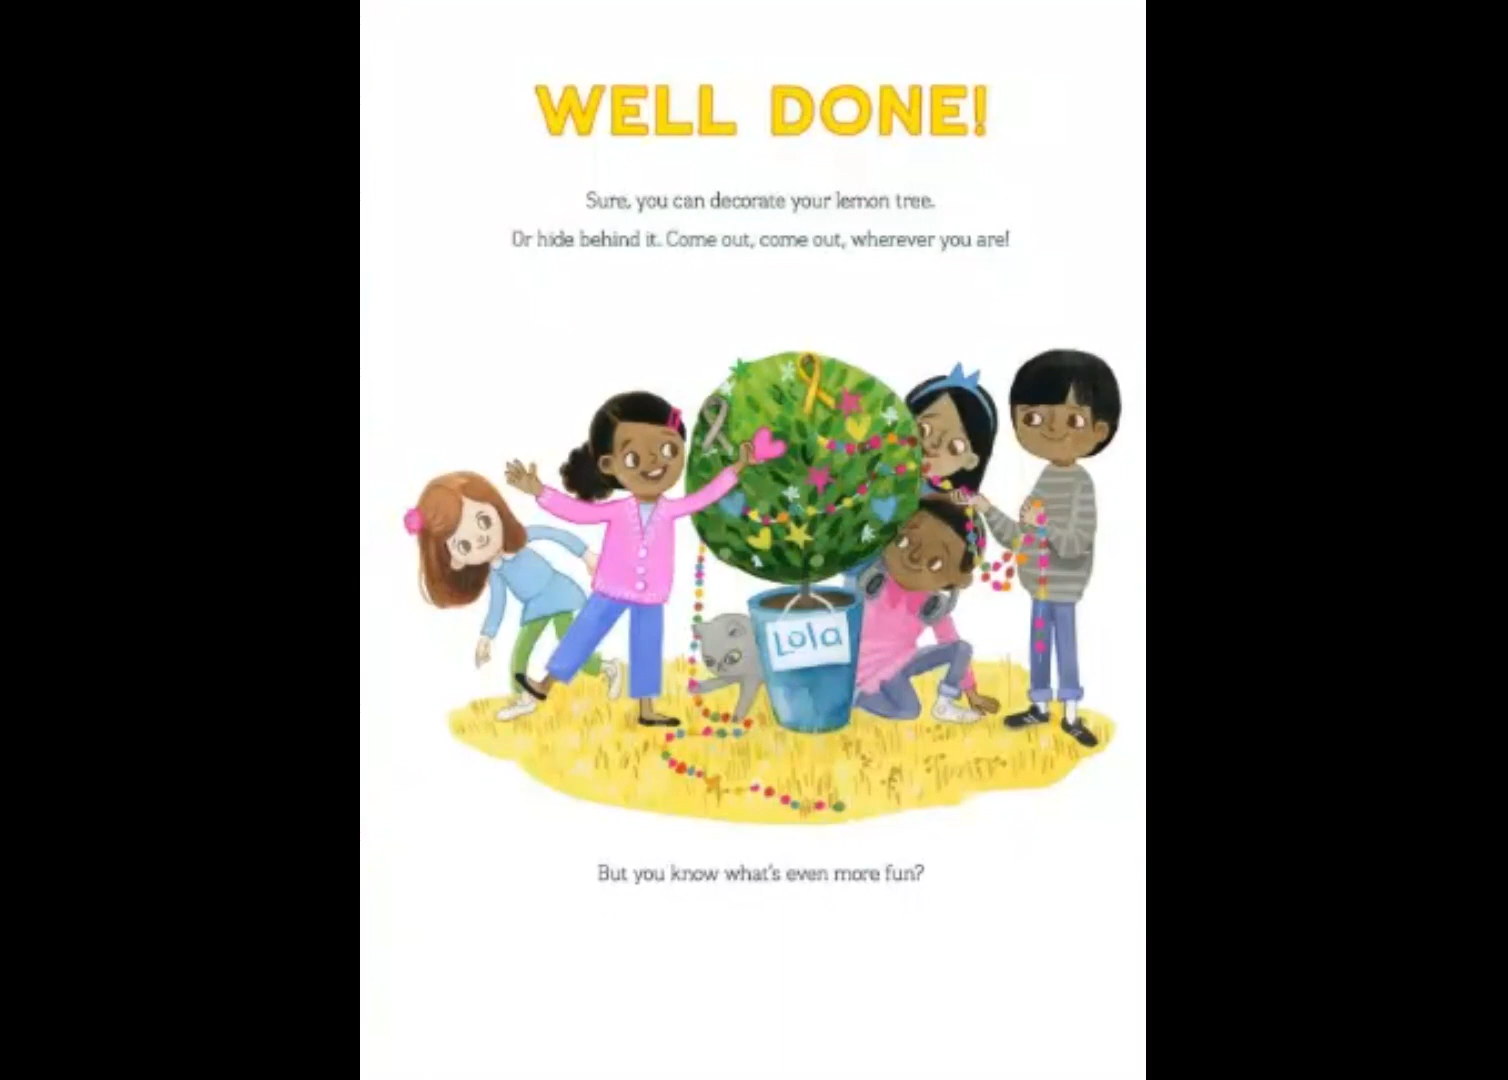 WELL DONE!
Sure, you can decorate your lemon tree.
Or hide behind it. Come out, come out, wherever you are!
Lola
But you know what's even more fun?